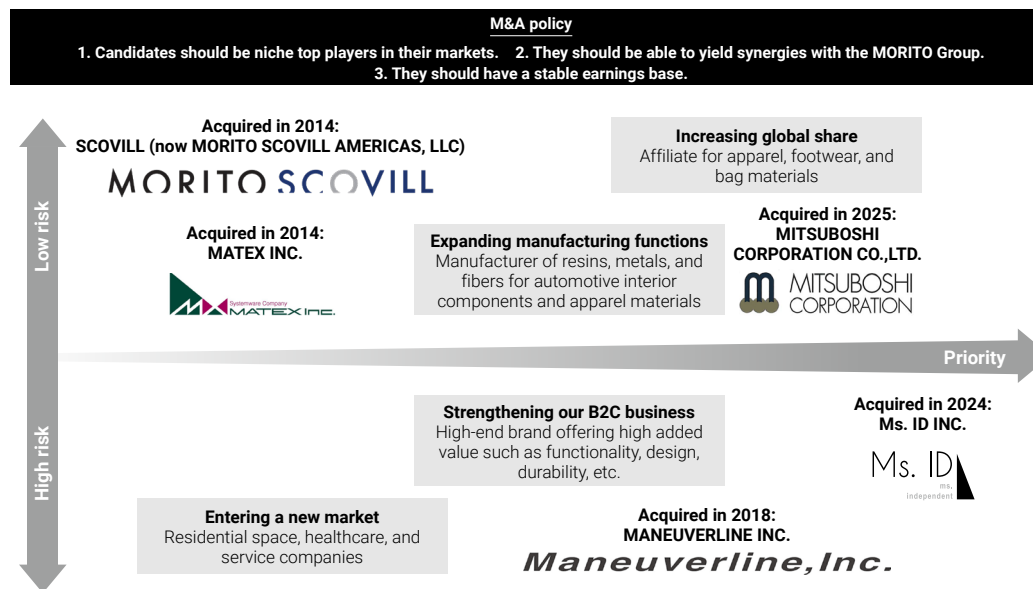 M&A policy
1. Candidates should be niche top players in their markets. 2. They should be able to yield synergies with the MORITO Group.
3. They should have a stable earnings base.
Acquired in 2014:
SCOVILL (now MORITO SCOVILL AMERICAS, LLC)
MORITO SCOVILL
Increasing global share
Affiliate for apparel, footwear, and
bag materials
Low risk
Acquired in 2014:
MATEX INC.
Systemware Company
MATEX INC.
Expanding manufacturing functions
Manufacturer of resins, metals, and
fibers for automotive interior
components and apparel materials
Acquired in 2025:
MITSUBOSHI
CORPORATION CO.,LTD.
m MITSUBOSHI
CORPORATION
Priority
High risk
Strengthening our B2C business
High-end brand offering high added
value such as functionality, design,
durability, etc.
Acquired in 2024:
Ms. ID INC.
Ms. ID
ms.
independent
Entering a new market
Residential space, healthcare, and
service companies
Acquired in 2018:
MANEUVERLINE INC.
Maneuverline,Inc.